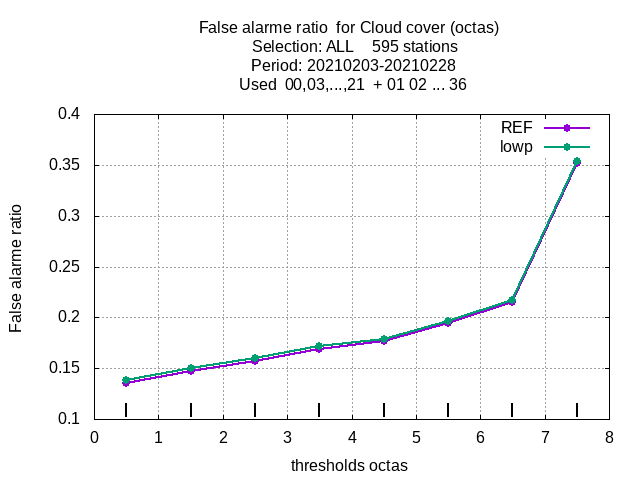 False alarme ratio  for Cloud cover (octas)
Selection: ALL    595 stations
Period: 20210203-20210228
Used  00,03,...,21  + 01 02 ... 36
REF
lowp
0.4
0.35
0.3
0.25
0.2
0.15
0.1
False alarme ratio
0 1 2 3 4 5 6 7 8
thresholds octas